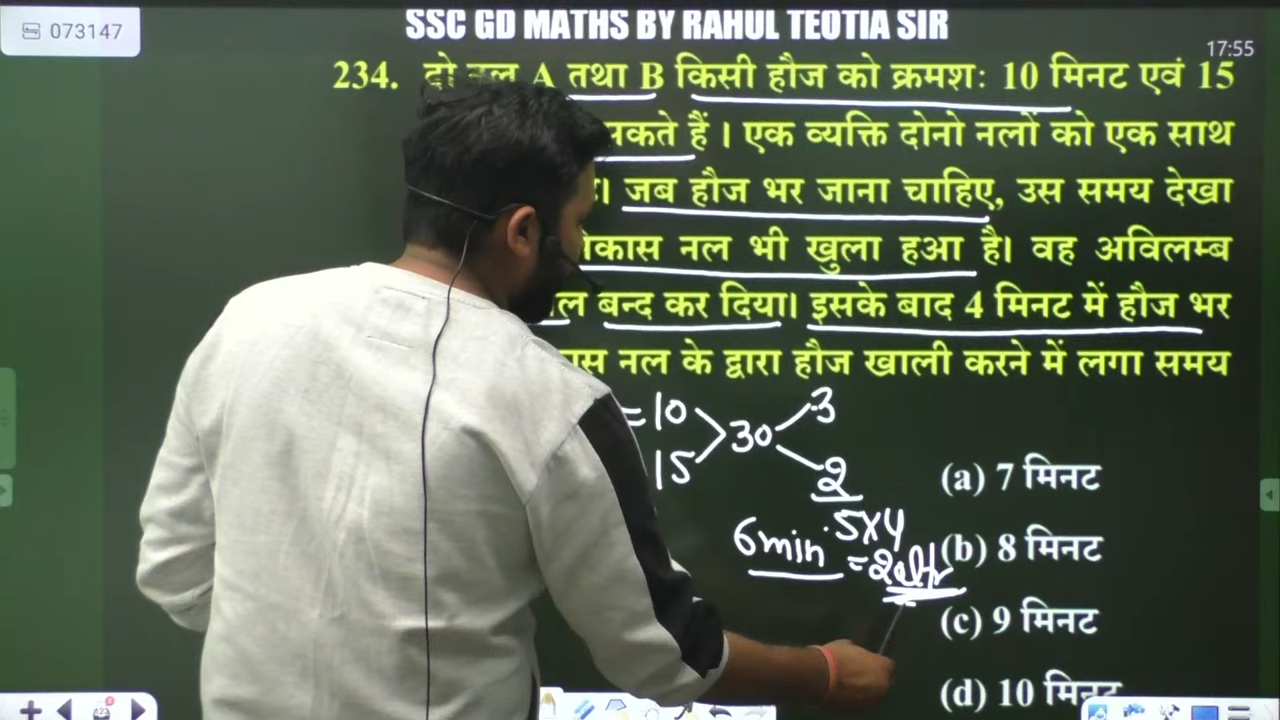 SSC GD MATHS BY RAHUL TEOTIA SIR
073147
17:55
234. दो नल A तथा B किसी हौज को क्रमशः 10 मिनट एवं 15
सकते हैं । एक व्यक्ति दोनो नलों को एक साथ
जब हौज भर जाना चाहिए, उस समय देखा
नल भी खुला हआ है। वह अविलम्ब
बन्द कर दिया। इसके बाद 4 मिनट में हौज भर
नल के द्वारा हौज खाली करने में लगा समय
=10
15
30
3
2
6min
5x4
=20
(a) 7 मिनट
(b) 8 मिनट
(c) 9 मिनट
(d) 10 मिनट